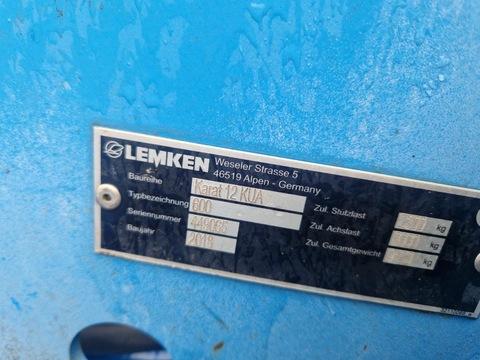 LEMKEN Weseler Strasse 5
46519 Alpen - Germany
Baureihe Karat 12 KUA
Typbezeichnung 600 Zul. Stutzlast kg
Seriennummer Zul. Achslast kg
Baujahr 2018 Zul. Gesamtgewicht kg